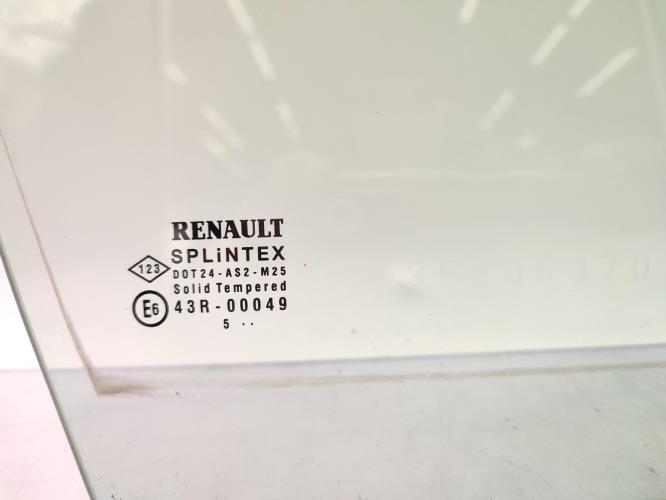 RENAULT
SPLiNTEX
123
DOT24-AS2-M25
Solid Tempered
E6 43R-00049
5 ..